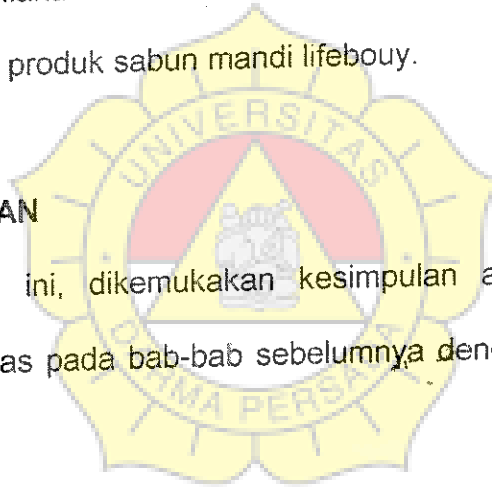 produk sabun mandi lifebouy.
UNIVERSITAS
AN
ini, dikemukakan kesimpulan a
as pada bab-bab sebelumnya den
DARMA PERSADA